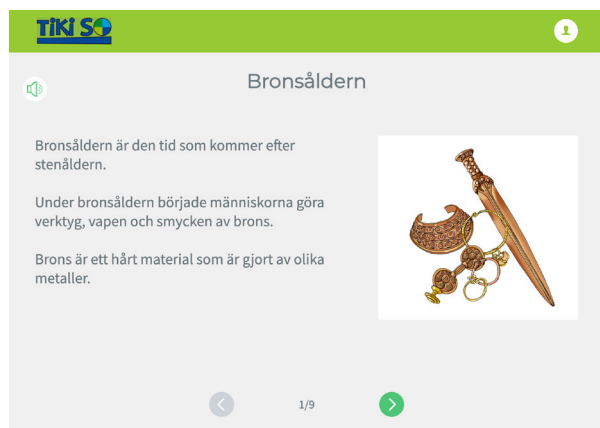 TiKi SO
Bronsåldern
Bronsåldern är den tid som kommer efter
stenåldern.
Under bronsåldern började människorna göra
verktyg, vapen och smycken av brons.
Brons är ett hårt material som är gjort av olika
metaller.
1/9